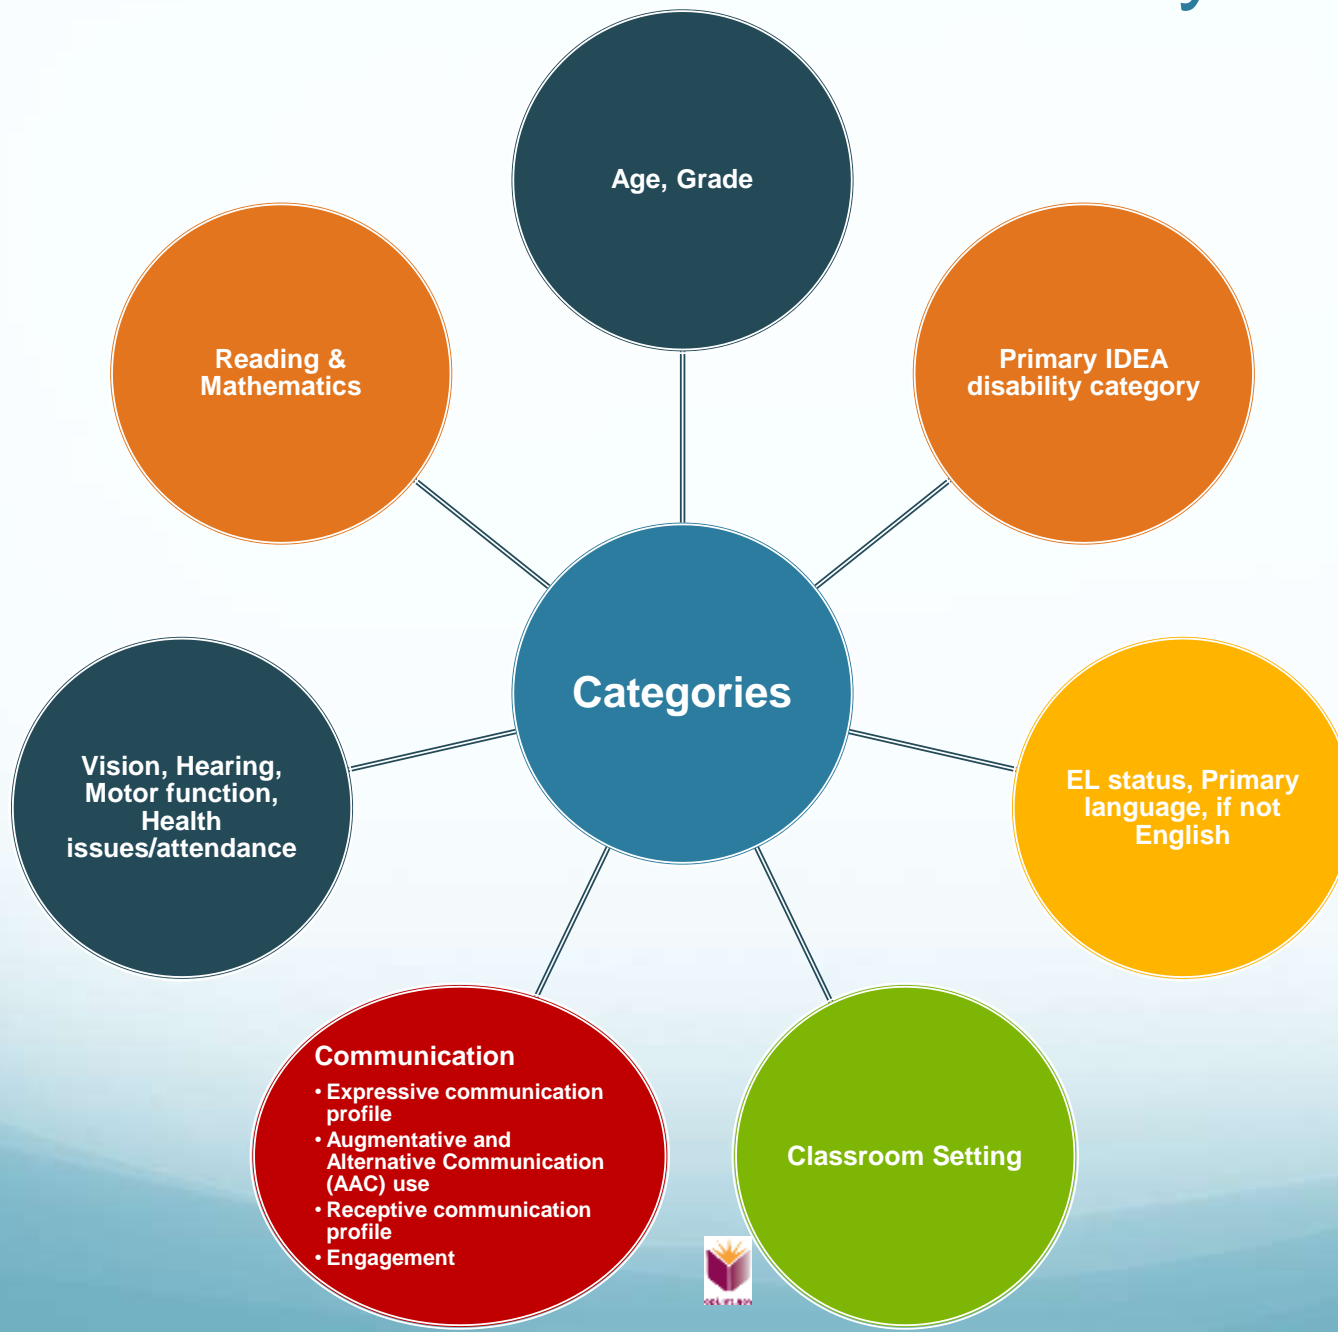 Age, Grade
Primary IDEA
disability category
EL status, Primary
language, if not
English
Classroom Setting
Communication
• Expressive communication
profile
• Augmentative and
Alternative Communication
(AAC) use
• Receptive communication
profile
• Engagement
Vision, Hearing,
Motor function,
Health
issues/attendance
Reading &
Mathematics
Categories